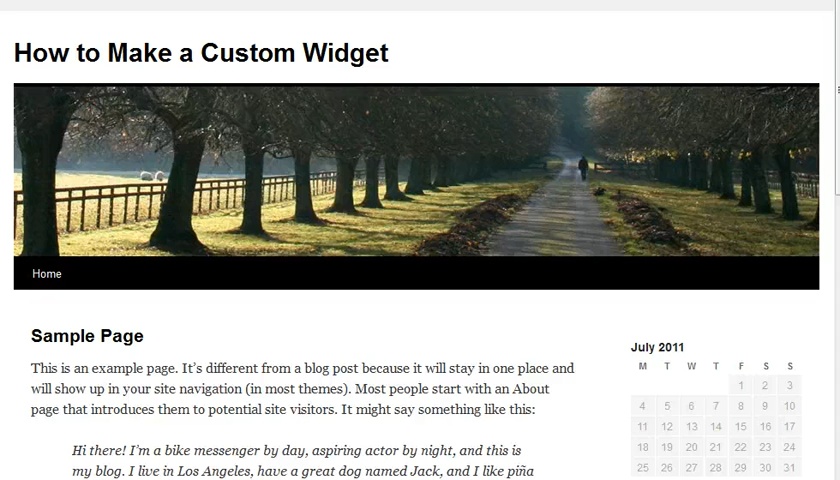 How to Make a Custom Widget
Home
Sample Page
This is an example page. It's different from a blog post because it will stay in one place and
will show up in your site navigation (in most themes). Most people start with an About
page that introduces them to potential site visitors. It might say something like this:
Hi there! I'm a bike messenger by day, aspiring actor by night, and this is
my blog. I live in Los Angeles, have a great dog named Jack, and I like piña
July 2011
M T W T F S S
1 2 3
4 5 6 7 8 9 10
11 12 13 14 15 16 17
18 19 20 21 22 23 24
25 26 27 28 29 30 31